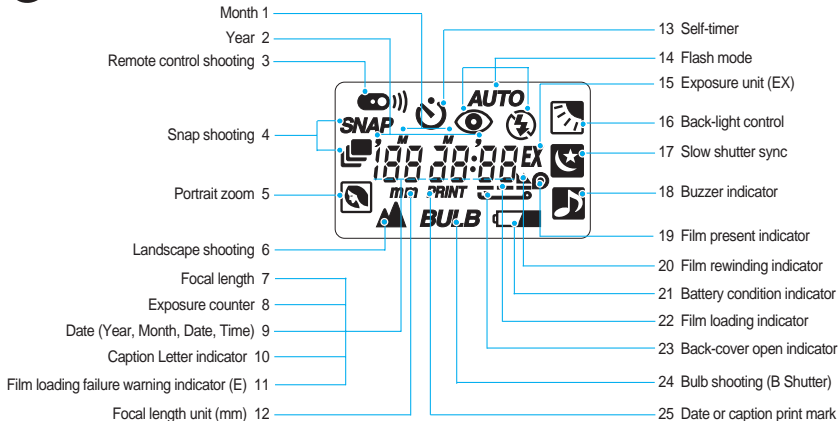 Month 1
Year 2
Remote control shooting 3
Snap shooting 4
Portrait zoom 5
Landscape shooting 6
Focal length 7
Exposure counter 8
Date (Year, Month, Date, Time) 9
Caption Letter indicator 10
Film loading failure warning indicator (E) 11
Focal length unit (mm) 12
AUTO
SNAP
' M M '
188 28:88 EX
mm PRINT
BULB
13 Self-timer
14 Flash mode
15 Exposure unit (EX)
16 Back-light control
17 Slow shutter sync
18 Buzzer indicator
19 Film present indicator
20 Film rewinding indicator
21 Battery condition indicator
22 Film loading indicator
23 Back-cover open indicator
24 Bulb shooting (B Shutter)
25 Date or caption print mark